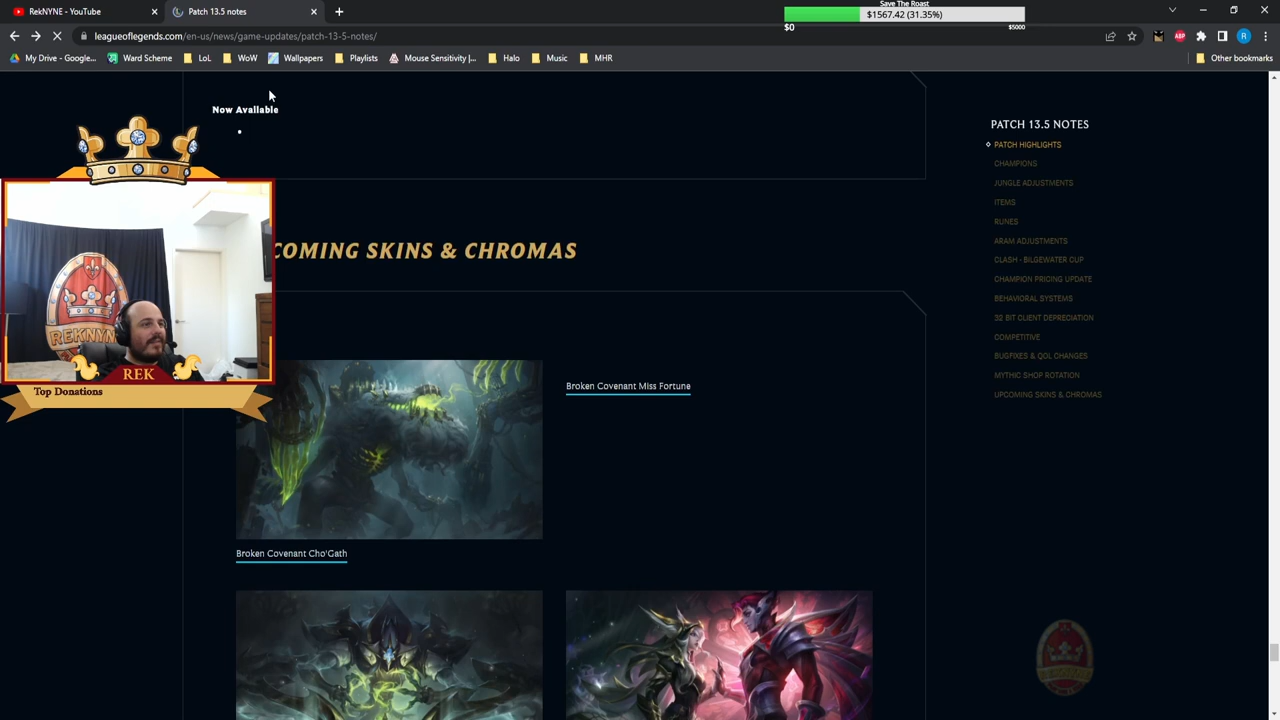 RekNYNE - YouTube
Patch 13.5 notes
Save The Roast
$1567.42 (31.35%)
$0
$5000
leagueoflegends.com/en-us/news/game-updates/patch-13-5-notes/
ABP
R
My Drive - Google...
Ward Scheme
LoL
WoW
Wallpapers
Playlists
Mouse Sensitivity |...
Halo
Music
MHR
Other bookmarks
Now Available
COMING SKINS & CHROMAS
REKNYNE
REK
Top Donations
Broken Covenant Miss Fortune
Broken Covenant Cho'Gath
PATCH 13.5 NOTES
PATCH HIGHLIGHTS
CHAMPIONS
JUNGLE ADJUSTMENTS
ITEMS
RUNES
ARAM ADJUSTMENTS
CLASH - BILGEWATER CUP
CHAMPION PRICING UPDATE
BEHAVIORAL SYSTEMS
32 BIT CLIENT DEPRECIATION
COMPETITIVE
BUGFIXES & QOL CHANGES
MYTHIC SHOP ROTATION
UPCOMING SKINS & CHROMAS